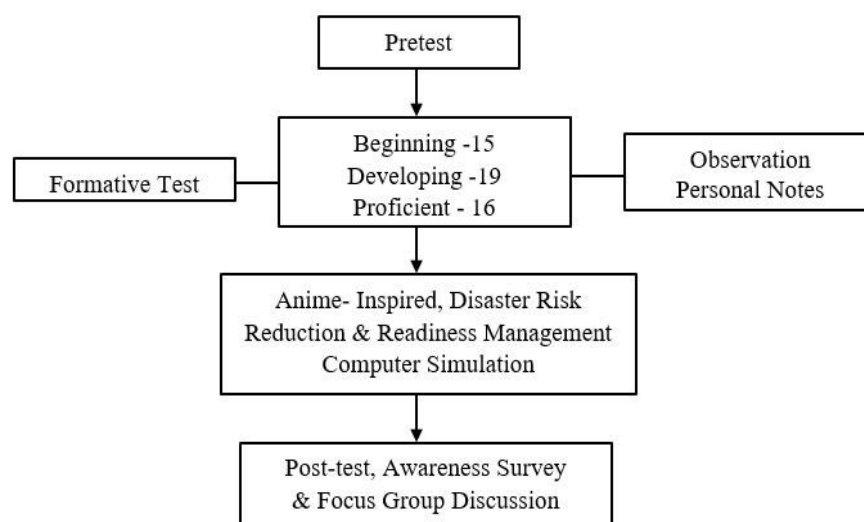 Pretest
Beginning -15
Developing -19
Proficient - 16
Formative Test
Observation
Personal Notes
Anime- Inspired, Disaster Risk
Reduction & Readiness Management
Computer Simulation
Post-test, Awareness Survey
& Focus Group Discussion